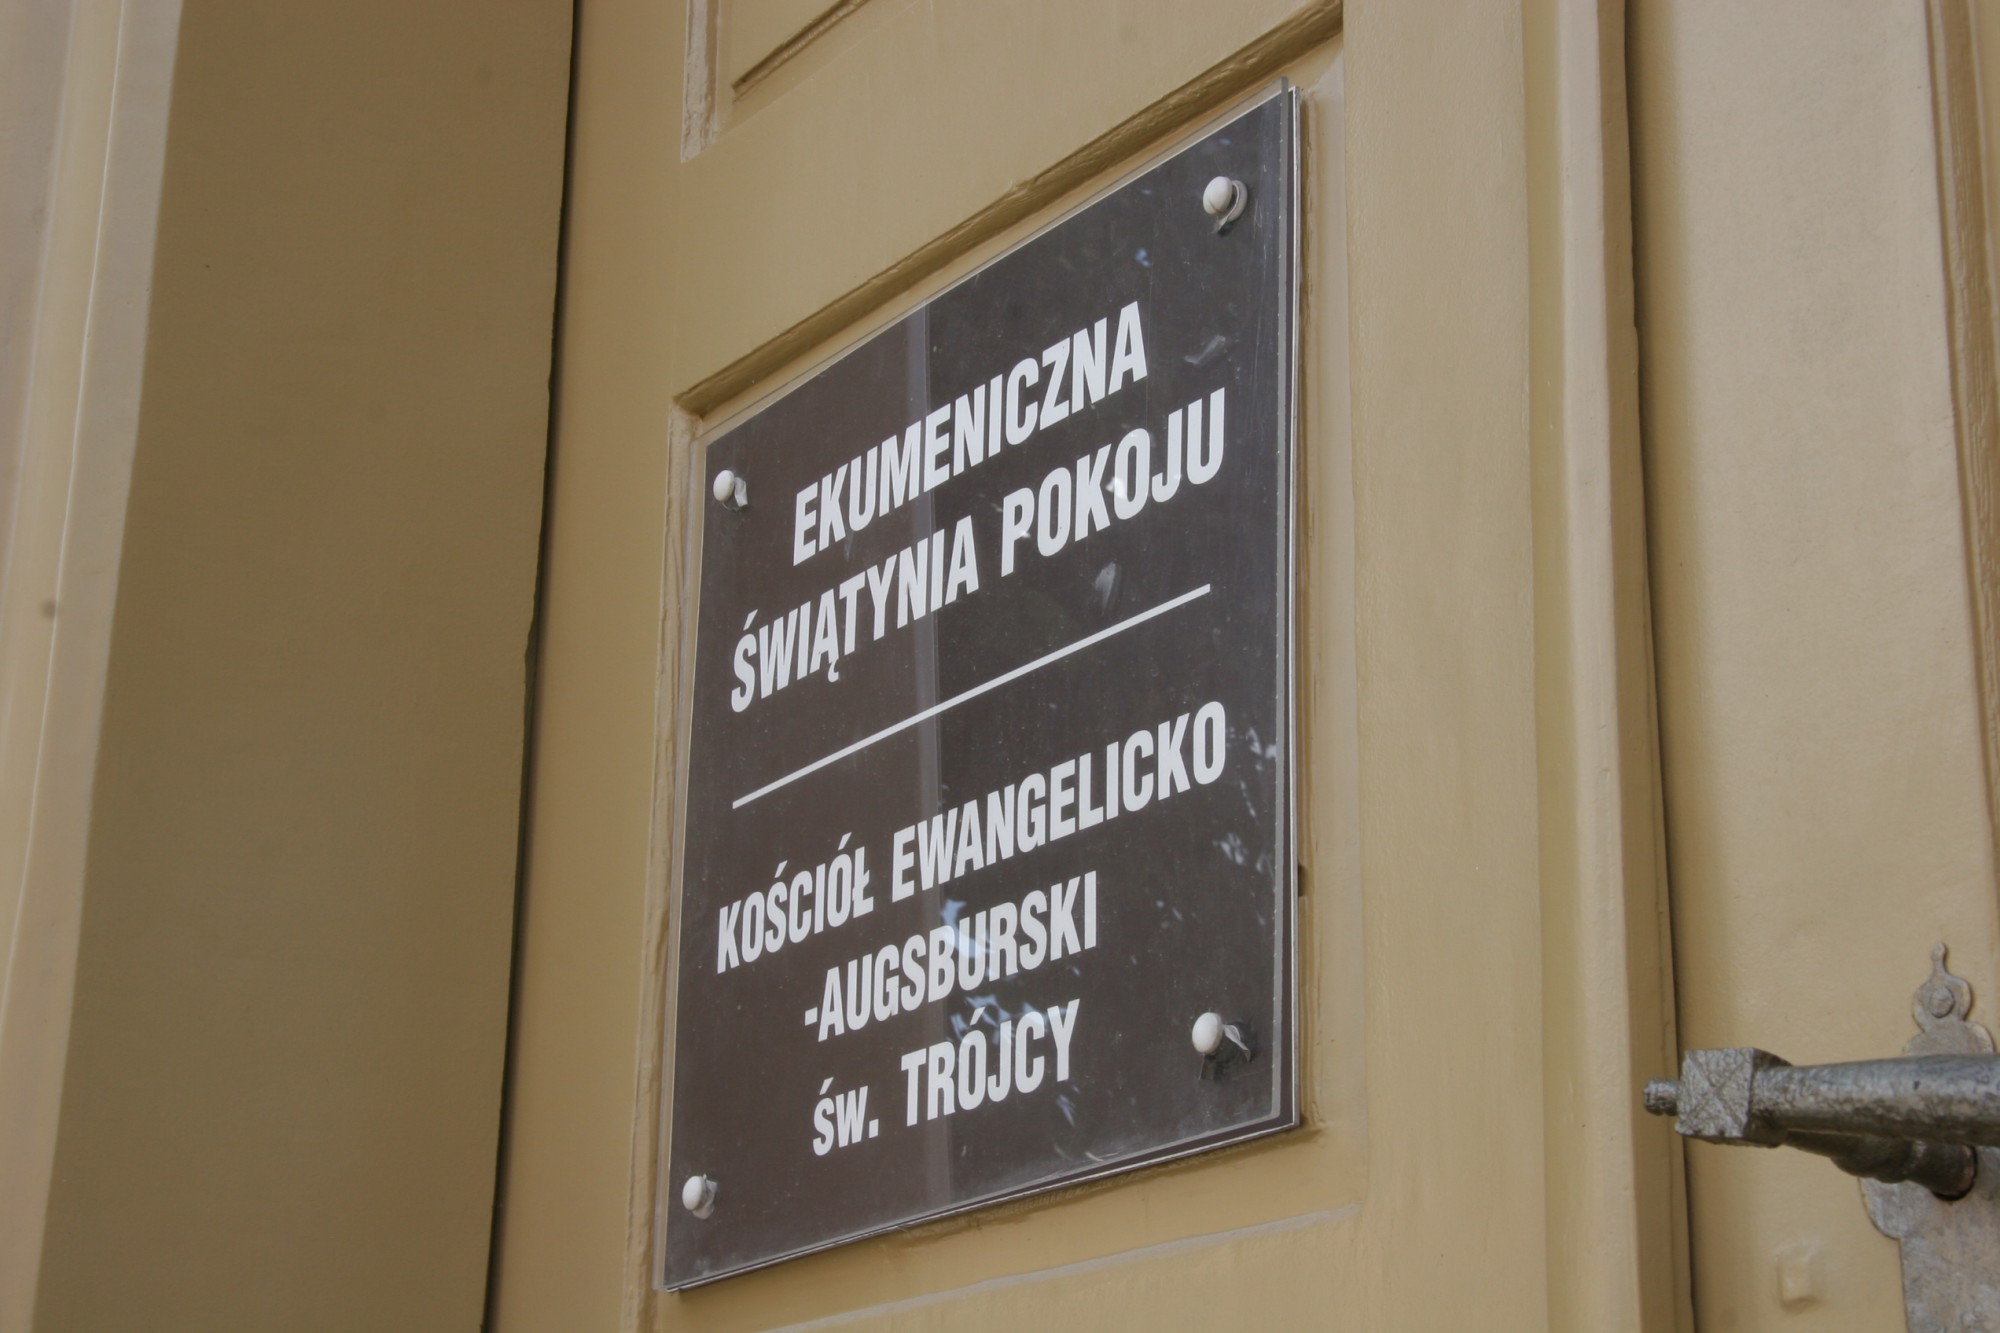 EKUMENICZNA
ŚWIĄTYNIA POKOJU
KOŚCIÓŁ EWANGELICKO
-AUGSBURSKI
ŚW. TRÓJCY